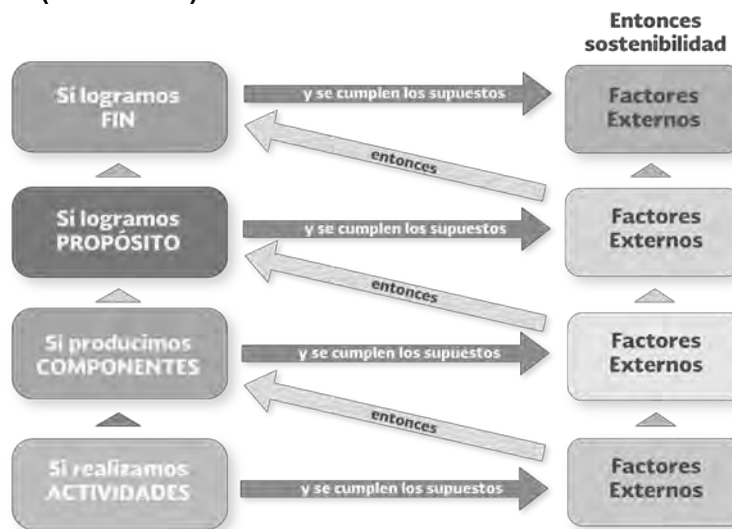 Entonces
sostenibilidad
Si logramos
FIN
y se cumplen los supuestos
Factores
Externos
entonces
Si logramos
PROPÓSITO
y se cumplen los supuestos
Factores
Externos
entonces
Si producimos
COMPONENTES
y se cumplen los supuestos
Factores
Externos
entonces
Si realizamos
ACTIVIDADES
y se cumplen los supuestos
Factores
Externos